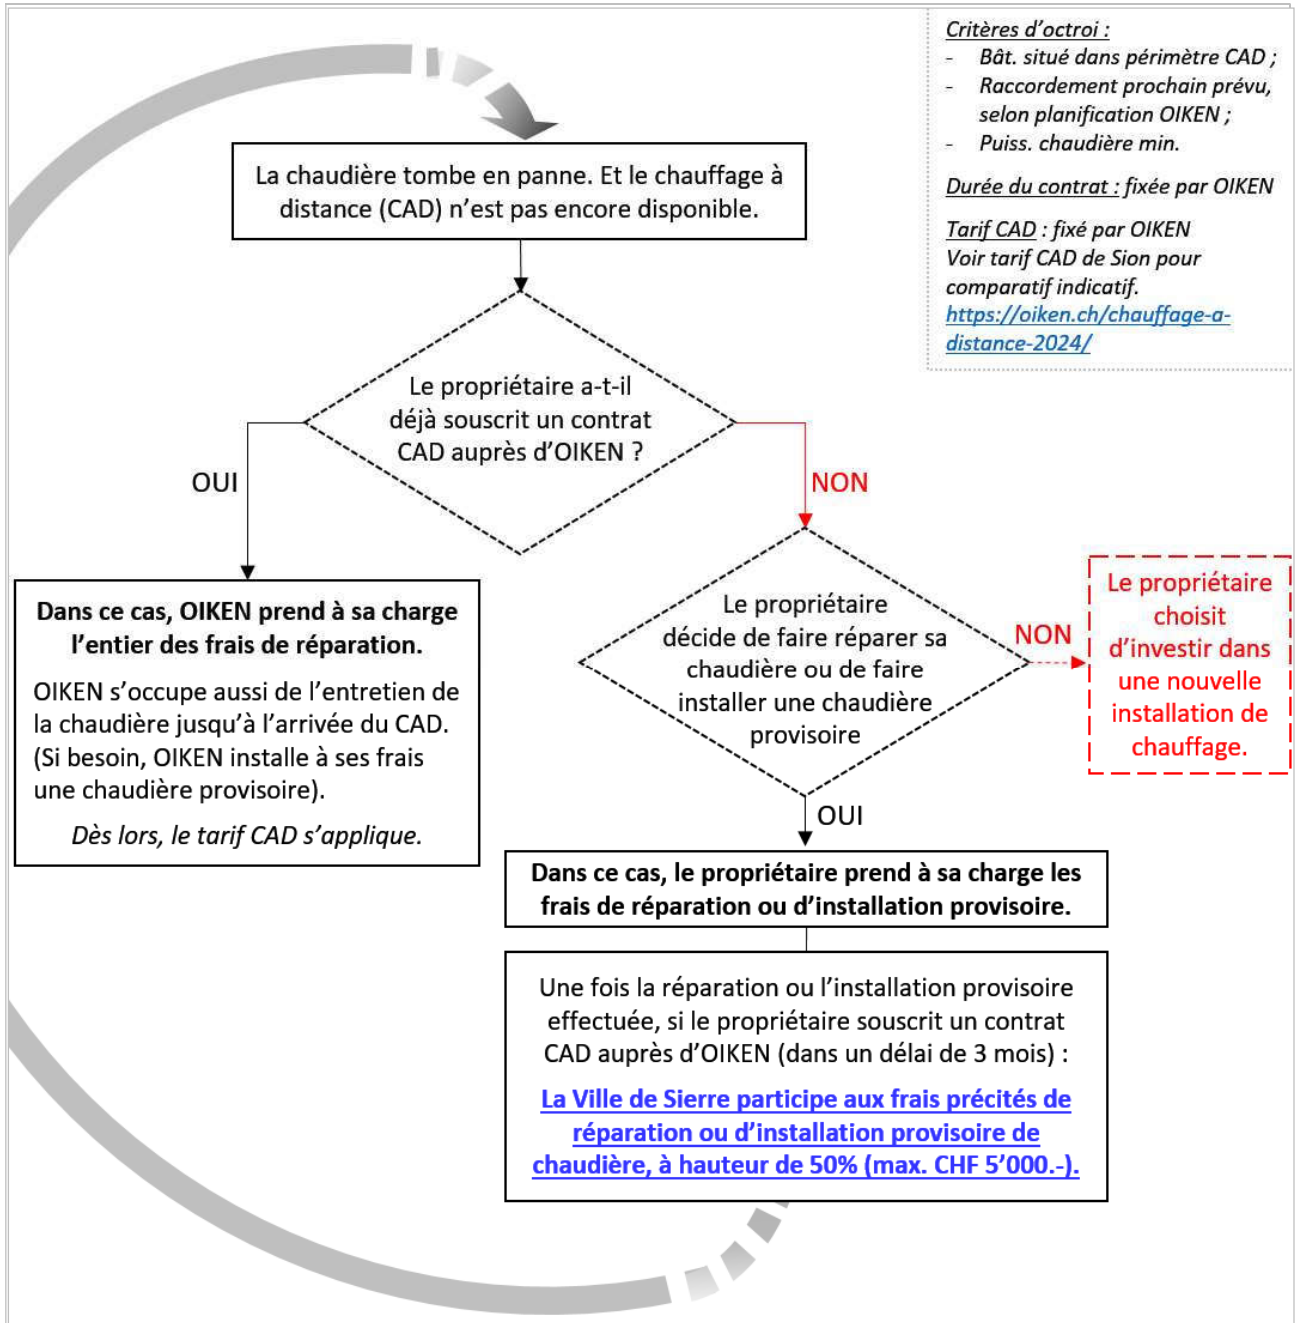 Critères d’octroi :
- Bât. situé dans périmètre CAD ;
- Raccordement prochain prévu,
selon planification OIKEN ;
- Puiss. chaudière min.
Durée du contrat : fixée par OIKEN
Tarif CAD : fixé par OIKEN
Voir tarif CAD de Sion pour
comparatif indicatif.
https://oiken.ch/chauffage-a-
distance-2024/
La chaudière tombe en panne. Et le chauffage à
distance (CAD) n’est pas encore disponible.
Le propriétaire a-t-il
déjà souscrit un contrat
CAD auprès d’OIKEN ?
OUI
NON
Dans ce cas, OIKEN prend à sa charge
l’entier des frais de réparation.
OIKEN s’occupe aussi de l’entretien de
la chaudière jusqu’à l’arrivée du CAD.
(Si besoin, OIKEN installe à ses frais
une chaudière provisoire).
Dès lors, le tarif CAD s’applique.
Le propriétaire
décide de faire réparer sa
chaudière ou de faire
installer une chaudière
provisoire
NON
Le propriétaire
choisit
d’investir dans
une nouvelle
installation de
chauffage.
OUI
Dans ce cas, le propriétaire prend à sa charge les
frais de réparation ou d’installation provisoire.
Une fois la réparation ou l’installation provisoire
effectuée, si le propriétaire souscrit un contrat
CAD auprès d’OIKEN (dans un délai de 3 mois) :
La Ville de Sierre participe aux frais précités de
réparation ou d’installation provisoire de
chaudière, à hauteur de 50% (max. CHF 5’000.-).